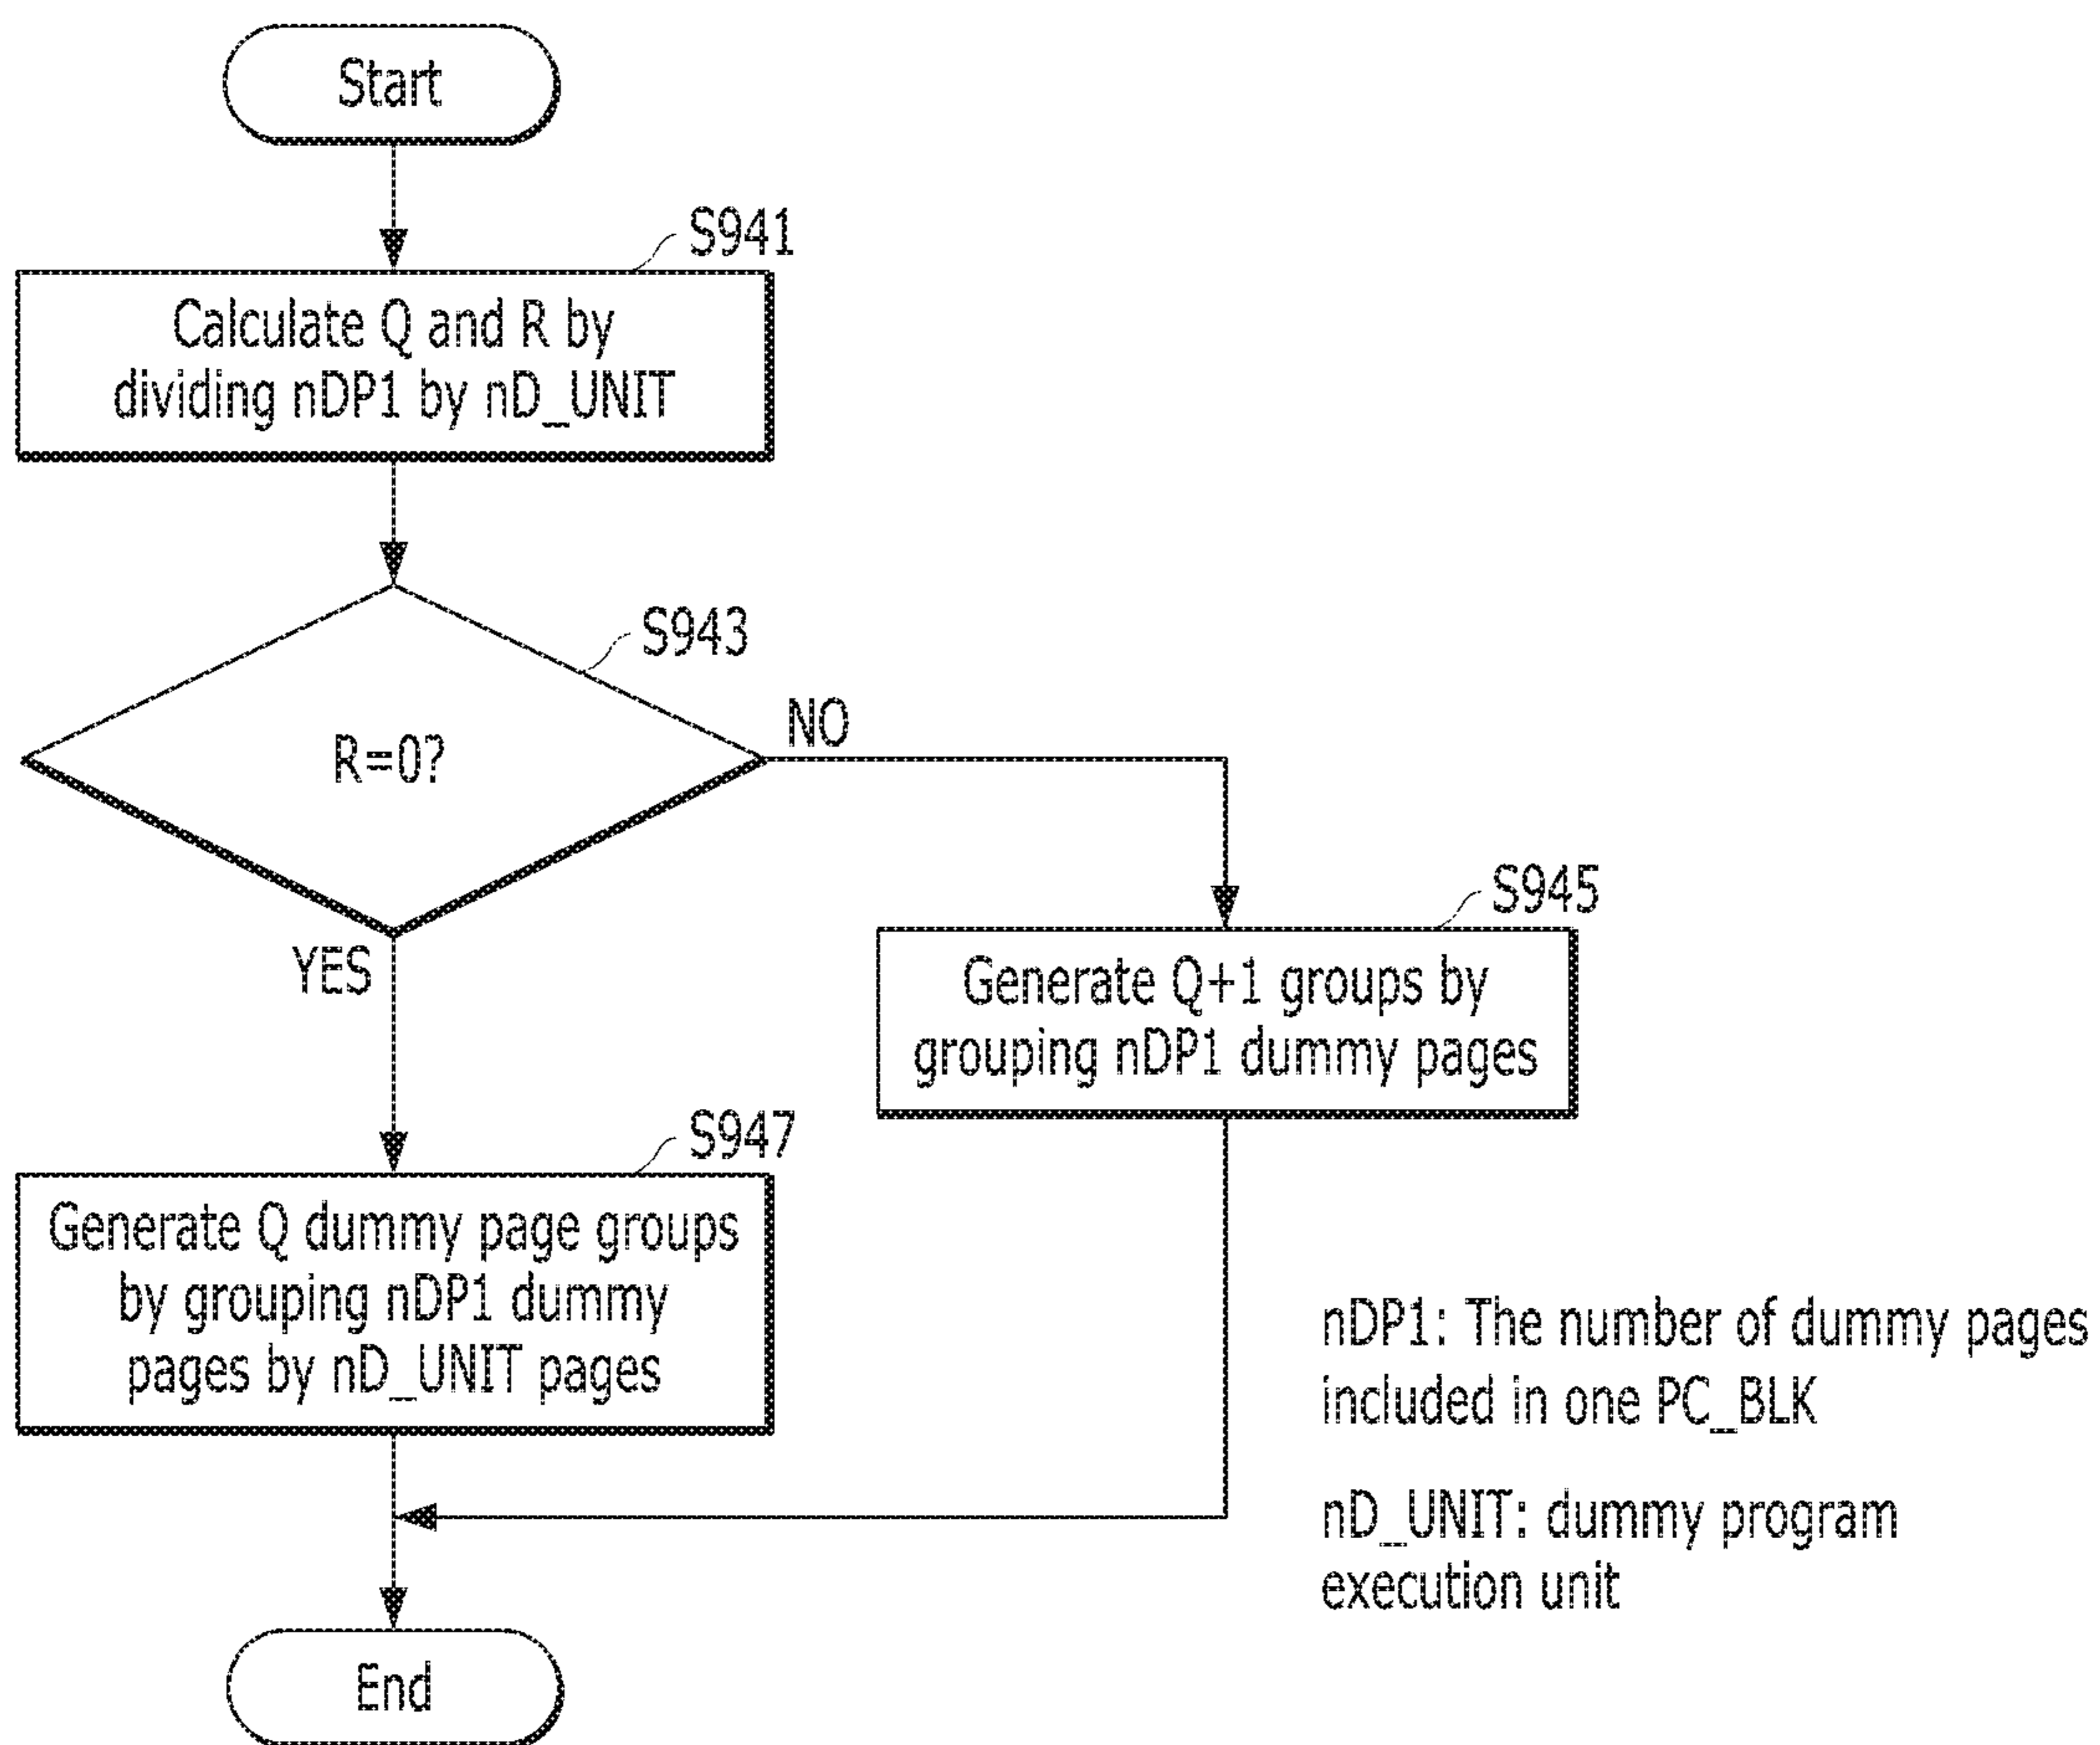 Start
S941
Calculate Q and R by
dividing nDP1 by nD_UNIT
S943
R=0?
NO
YES
S945
Generate Q+1 groups by
grouping nDP1 dummy pages
S947
Generate Q dummy page groups
by grouping nDP1 dummy
pages by nD_UNIT pages
nDP1: The number of dummy pages
included in one PC_BLK
nD_UNIT: dummy program
execution unit
End